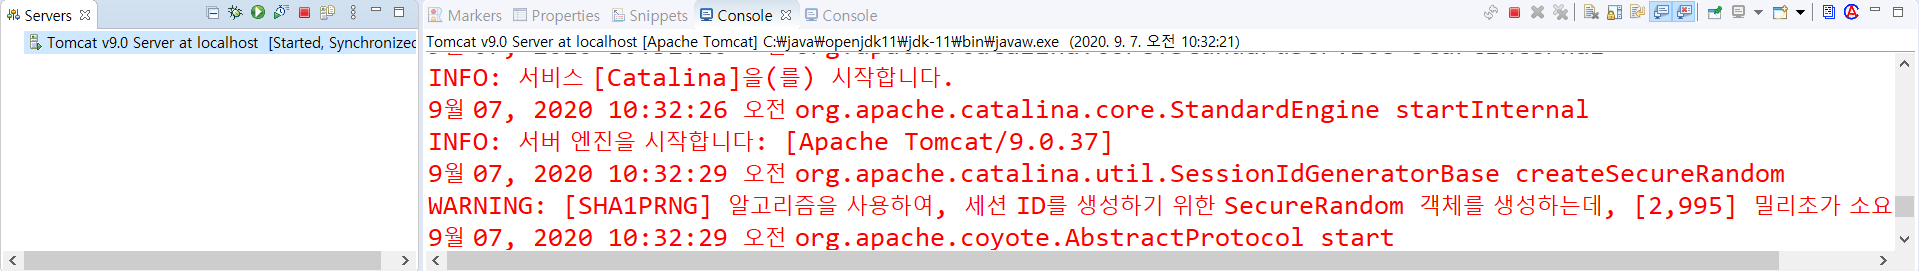 Servers
Tomcat v9.0 Server at localhost [Started, Synchronized
Markers Properties Snippets Console Console
Tomcat v9.0 Server at localhost [Apache Tomcat] C:₩java₩openjdk11₩jdk-11₩bin₩javaw.exe (2020. 9. 7. 오전 10:32:21)
INFO: 서비스 [Catalina]을(를) 시작합니다.
9월 07, 2020 10:32:26 오전 org.apache.catalina.core.StandardEngine startInternal
INFO: 서버 엔진을 시작합니다: [Apache Tomcat/9.0.37]
9월 07, 2020 10:32:29 오전 org.apache.catalina.util.SessionIdGeneratorBase createSecureRandom
WARNING: [SHA1PRNG] 알고리즘을 사용하여, 세션 ID를 생성하기 위한 SecureRandom 객체를 생성하는데, [2,995] 밀리초가 소요
9월 07, 2020 10:32:29 오전 org.apache.coyote.AbstractProtocol start